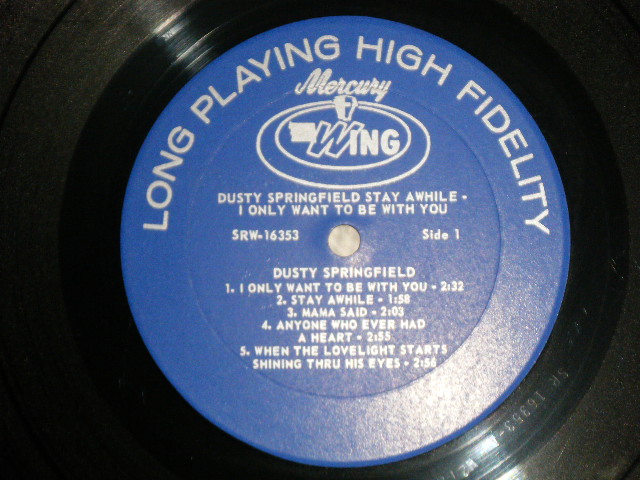 LONG PLAYING HIGH FIDELITY
Mercury
WING
DUSTY SPRINGFIELD STAY AWHILE -
I ONLY WANT TO BE WITH YOU
SRW-16353 Side 1
DUSTY SPRINGFIELD
1. I ONLY WANT TO BE WITH YOU - 2:32
2. STAY AWHILE - 1:58
3. MAMA SAID - 2:03
4. ANYONE WHO EVER HAD
A HEART - 2:55
5. WHEN THE LOVELIGHT STARTS
SHINING THRU HIS EYES - 2:56
SR 16353